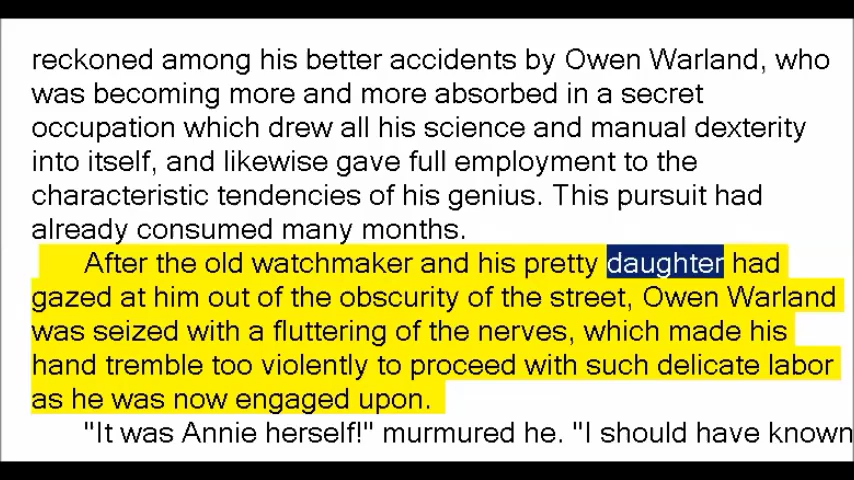 reckoned among his better accidents by Owen Warland, who
was becoming more and more absorbed in a secret
occupation which drew all his science and manual dexterity
into itself, and likewise gave full employment to the
characteristic tendencies of his genius. This pursuit had
already consumed many months.
After the old watchmaker and his pretty daughter had
gazed at him out of the obscurity of the street, Owen Warland
was seized with a fluttering of the nerves, which made his
hand tremble too violently to proceed with such delicate labor
as he was now engaged upon.
"It was Annie herself!" murmured he. "I should have known